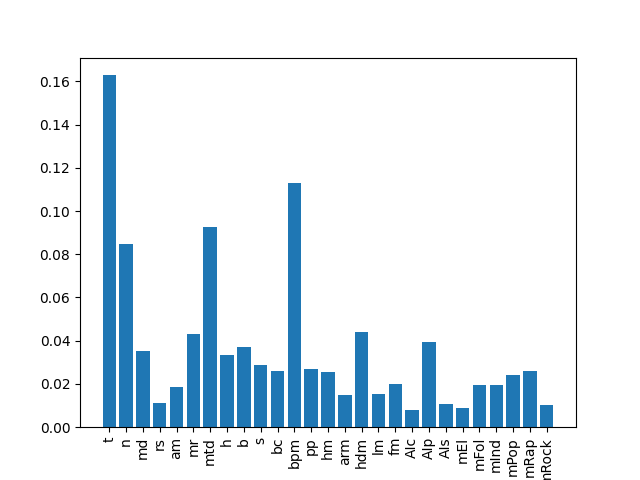 0.16
0.14
0.12
0.10
0.08
0.06
0.04
0.02
0.00
t
n
md
rs
am
mr
mtd
h
b
s
bc
bpm
pp
hm
arm
hdm
lm
fm
Alc
Alp
Als
mEl
mFol
mInd
mPop
mRap
mRock